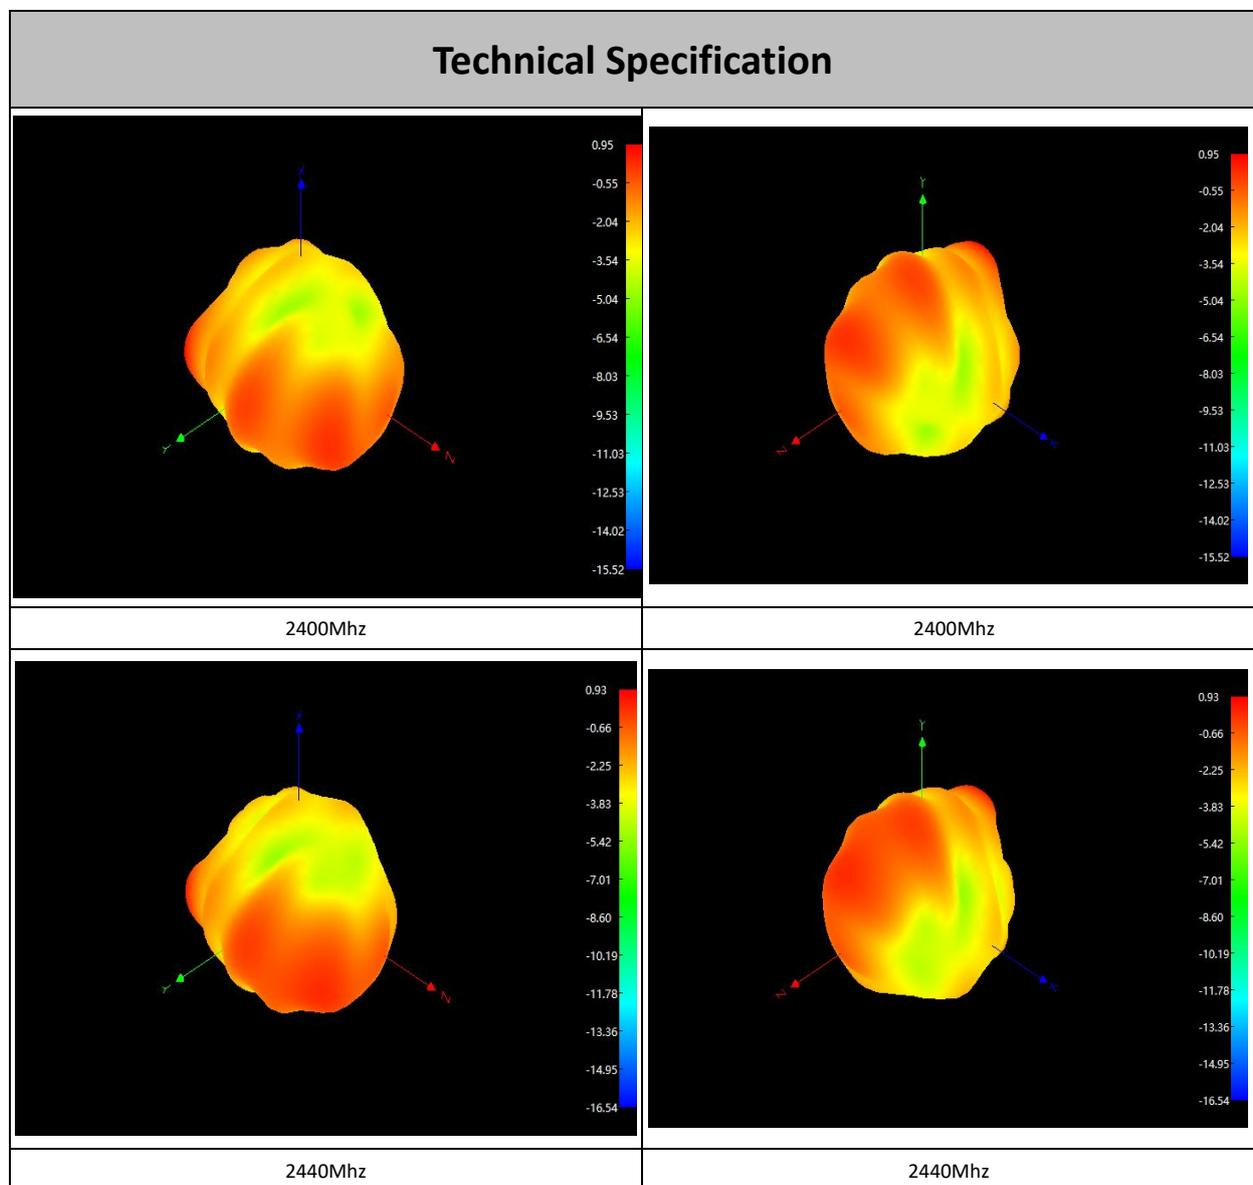 Technical Specification
0.95
-0.55
-2.04
-3.54
-5.04
-6.54
-8.03
-9.53
-11.03
-12.53
-14.02
-15.52
X
Y
Z
0.95
-0.55
-2.04
-3.54
-5.04
-6.54
-8.03
-9.53
-11.03
-12.53
-14.02
-15.52
Y
Z
X
2400Mhz
2400Mhz
0.93
-0.66
-2.25
-3.83
-5.42
-7.01
-8.60
-10.19
-11.78
-13.36
-14.95
-16.54
X
Y
Z
0.93
-0.66
-2.25
-3.83
-5.42
-7.01
-8.60
-10.19
-11.78
-13.36
-14.95
-16.54
Y
Z
X
2440Mhz
2440Mhz